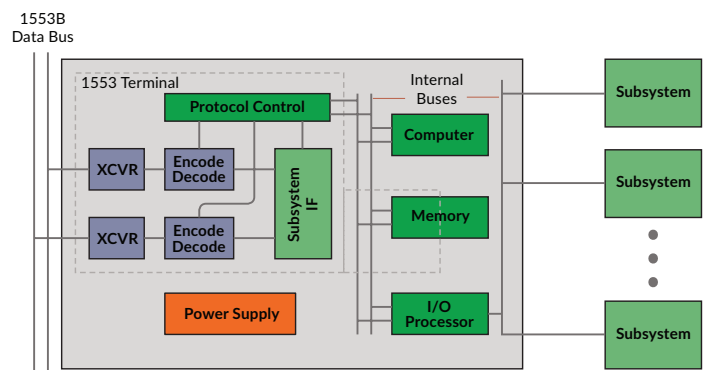 1553B
Data Bus
1553 Terminal
Protocol Control
Internal
Buses
Subsystem
Computer
XCVR
Encode
Decode
Subsystem
IF
Subsystem
Memory
XCVR
Encode
Decode
Power Supply
I/O
Processor
Subsystem